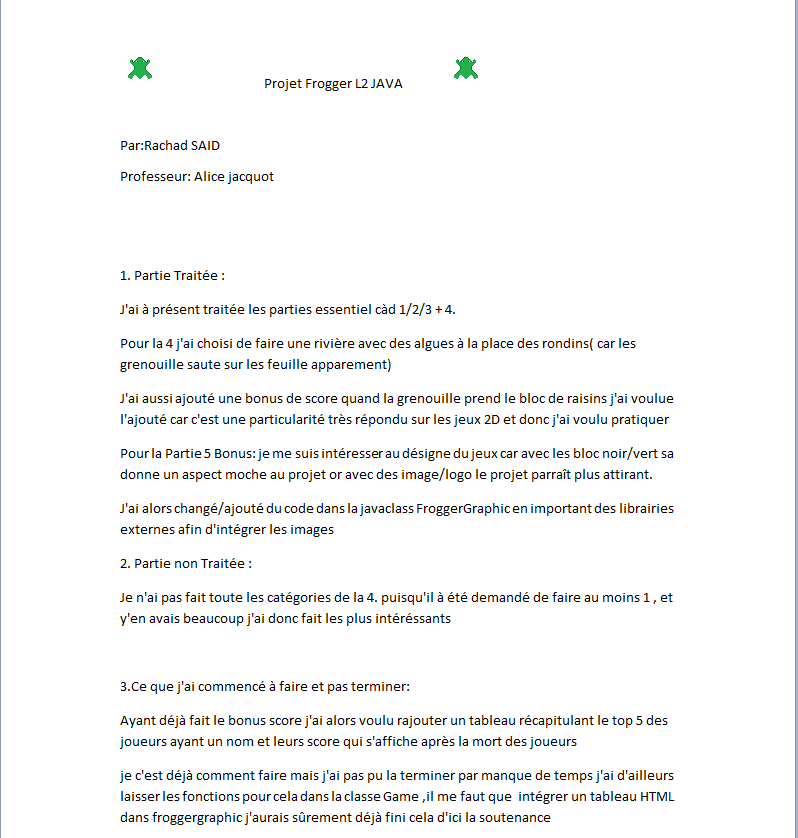 Projet Frogger L2 JAVA
Par:Rachad SAID
Professeur: Alice jacquot
1. Partie Traitée :
J'ai à présent traitée les parties essentiel càd 1/2/3 + 4.
Pour la 4 j'ai choisi de faire une rivière avec des algues à la place des rondins( car les
grenouille saute sur les feuille apparement)
J'ai aussi ajouté une bonus de score quand la grenouille prend le bloc de raisins j'ai voulue
l'ajouté car c'est une particularité très répondu sur les jeux 2D et donc j'ai voulu pratiquer
Pour la Partie 5 Bonus: je me suis intéresser au désigne du jeux car avec les bloc noir/vert sa
donne un aspect moche au projet or avec des image/logo le projet parraît plus attirant.
J'ai alors changé/ajouté du code dans la javaclass FroggerGraphic en important des librairies
externes afin d'intégrer les images
2. Partie non Traitée :
Je n'ai pas fait toute les catégories de la 4. puisqu'il à été demandé de faire au moins 1 , et
y'en avais beaucoup j'ai donc fait les plus intéréssants
3.Ce que j'ai commencé à faire et pas terminer:
Ayant déjà fait le bonus score j'ai alors voulu rajouter un tableau récapitulant le top 5 des
joueurs ayant un nom et leurs score qui s'affiche après la mort des joueurs
je c'est déjà comment faire mais j'ai pas pu la terminer par manque de temps j'ai d'ailleurs
laisser les fonctions pour cela dans la classe Game ,il me faut que  intégrer un tableau HTML
dans froggergraphic j'aurais sûrement déjà fini cela d'ici la soutenance